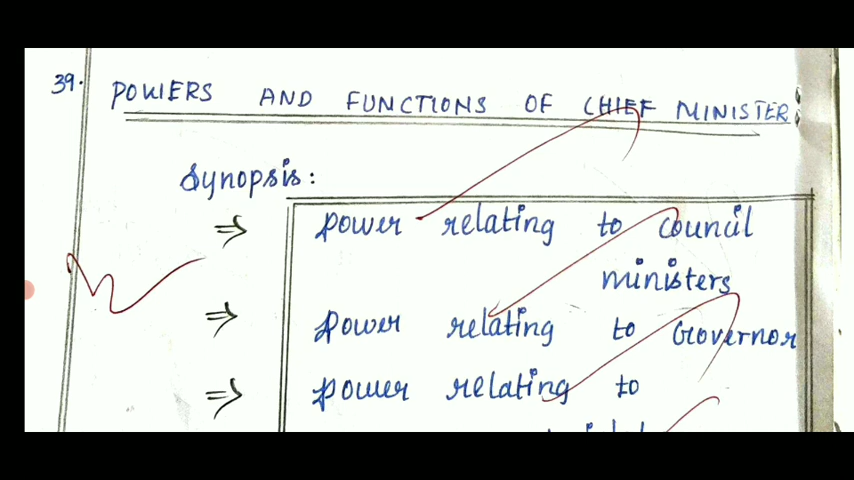 39. POWERS AND FUNCTIONS OF CHIEF MINISTER:
Synopsis:
⇒ power relating to council
ministers
⇒ power relating to Governor
⇒ power relating to